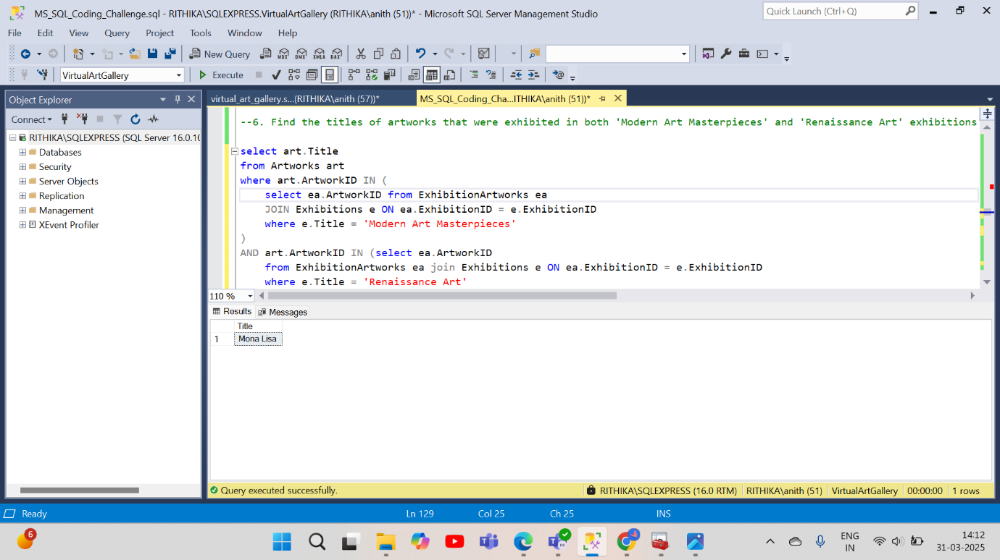 MS_SQL_Coding_Challenge.sql - RITHIKA\SQLEXPRESS.VirtualArtGallery (RITHIKA\anith (51))* - Microsoft SQL Server Management Studio
Quick Launch (Ctrl+Q)
File Edit View Query Project Tools Window Help
New Query MDX DMX XMLA DAX
VirtualArtGallery Execute
Object Explorer
virtual_art_gallery.s...(RITHIKA\anith (57))*
MS_SQL_Coding_Cha...ITHIKA\anith (51))*
Connect
RITHIKA\SQLEXPRESS (SQL Server 16.0.10
Databases
Security
Server Objects
Replication
Management
XEvent Profiler
--6. Find the titles of artworks that were exhibited in both 'Modern Art Masterpieces' and 'Renaissance Art' exhibitions
select art.Title
from Artworks art
where art.ArtworkID IN (
select ea.ArtworkID from ExhibitionArtworks ea
JOIN Exhibitions e ON ea.ExhibitionID = e.ExhibitionID
where e.Title = 'Modern Art Masterpieces'
)
AND art.ArtworkID IN (select ea.ArtworkID
from ExhibitionArtworks ea join Exhibitions e ON ea.ExhibitionID = e.ExhibitionID
where e.Title = 'Renaissance Art'
110 %
Results Messages
Title
1 Mona Lisa
Query executed successfully.
RITHIKA\SQLEXPRESS (16.0 RTM) RITHIKA\anith (51) VirtualArtGallery 00:00:00 1 rows
Ready Ln 129 Col 25 Ch 25 INS
6
ENG
IN
14:12
31-03-2025